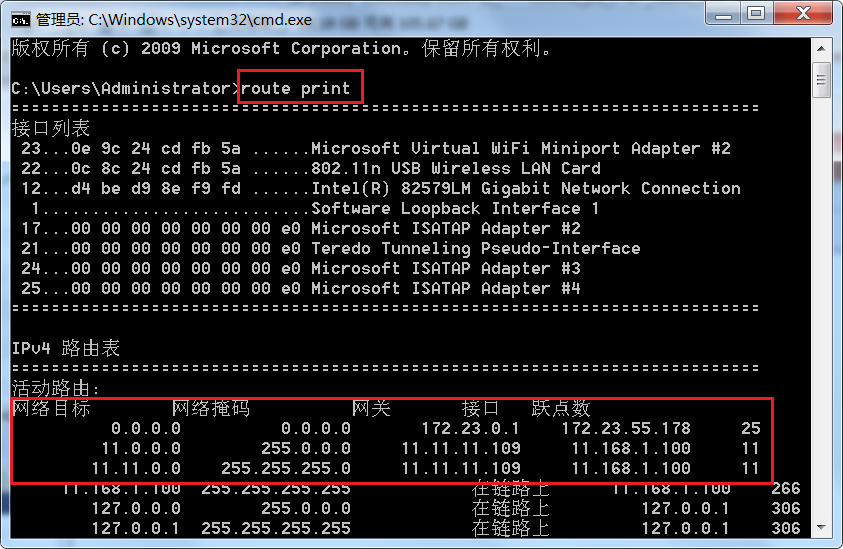 管理员: C:\Windows\system32\cmd.exe
版权所有 (c) 2009 Microsoft Corporation。保留所有权利。
C:\Users\Administrator>route print
===========================================================================
接口列表
23...0e 9c 24 cd fb 5a ......Microsoft Virtual WiFi Miniport Adapter #2
22...0c 8c 24 cd fb 5a ......802.11n USB Wireless LAN Card
12...d4 be d9 8e f9 fd ......Intel(R) 82579LM Gigabit Network Connection
1...........................Software Loopback Interface 1
17...00 00 00 00 00 00 00 e0 Microsoft ISATAP Adapter #2
21...00 00 00 00 00 00 00 e0 Teredo Tunneling Pseudo-Interface
24...00 00 00 00 00 00 00 e0 Microsoft ISATAP Adapter #3
25...00 00 00 00 00 00 00 e0 Microsoft ISATAP Adapter #4
===========================================================================
IPv4 路由表
===========================================================================
活动路由:
网络目标 网络掩码 网关 接口 跃点数
0.0.0.0 0.0.0.0 172.23.0.1 172.23.55.178 25
11.0.0.0 255.0.0.0 11.11.11.109 11.168.1.100 11
11.11.0.0 255.255.255.0 11.11.11.109 11.168.1.100 11
11.168.1.100 255.255.255.255 在链路上 11.168.1.100 266
127.0.0.0 255.0.0.0 在链路上 127.0.0.1 306
127.0.0.1 255.255.255.255 在链路上 127.0.0.1 306